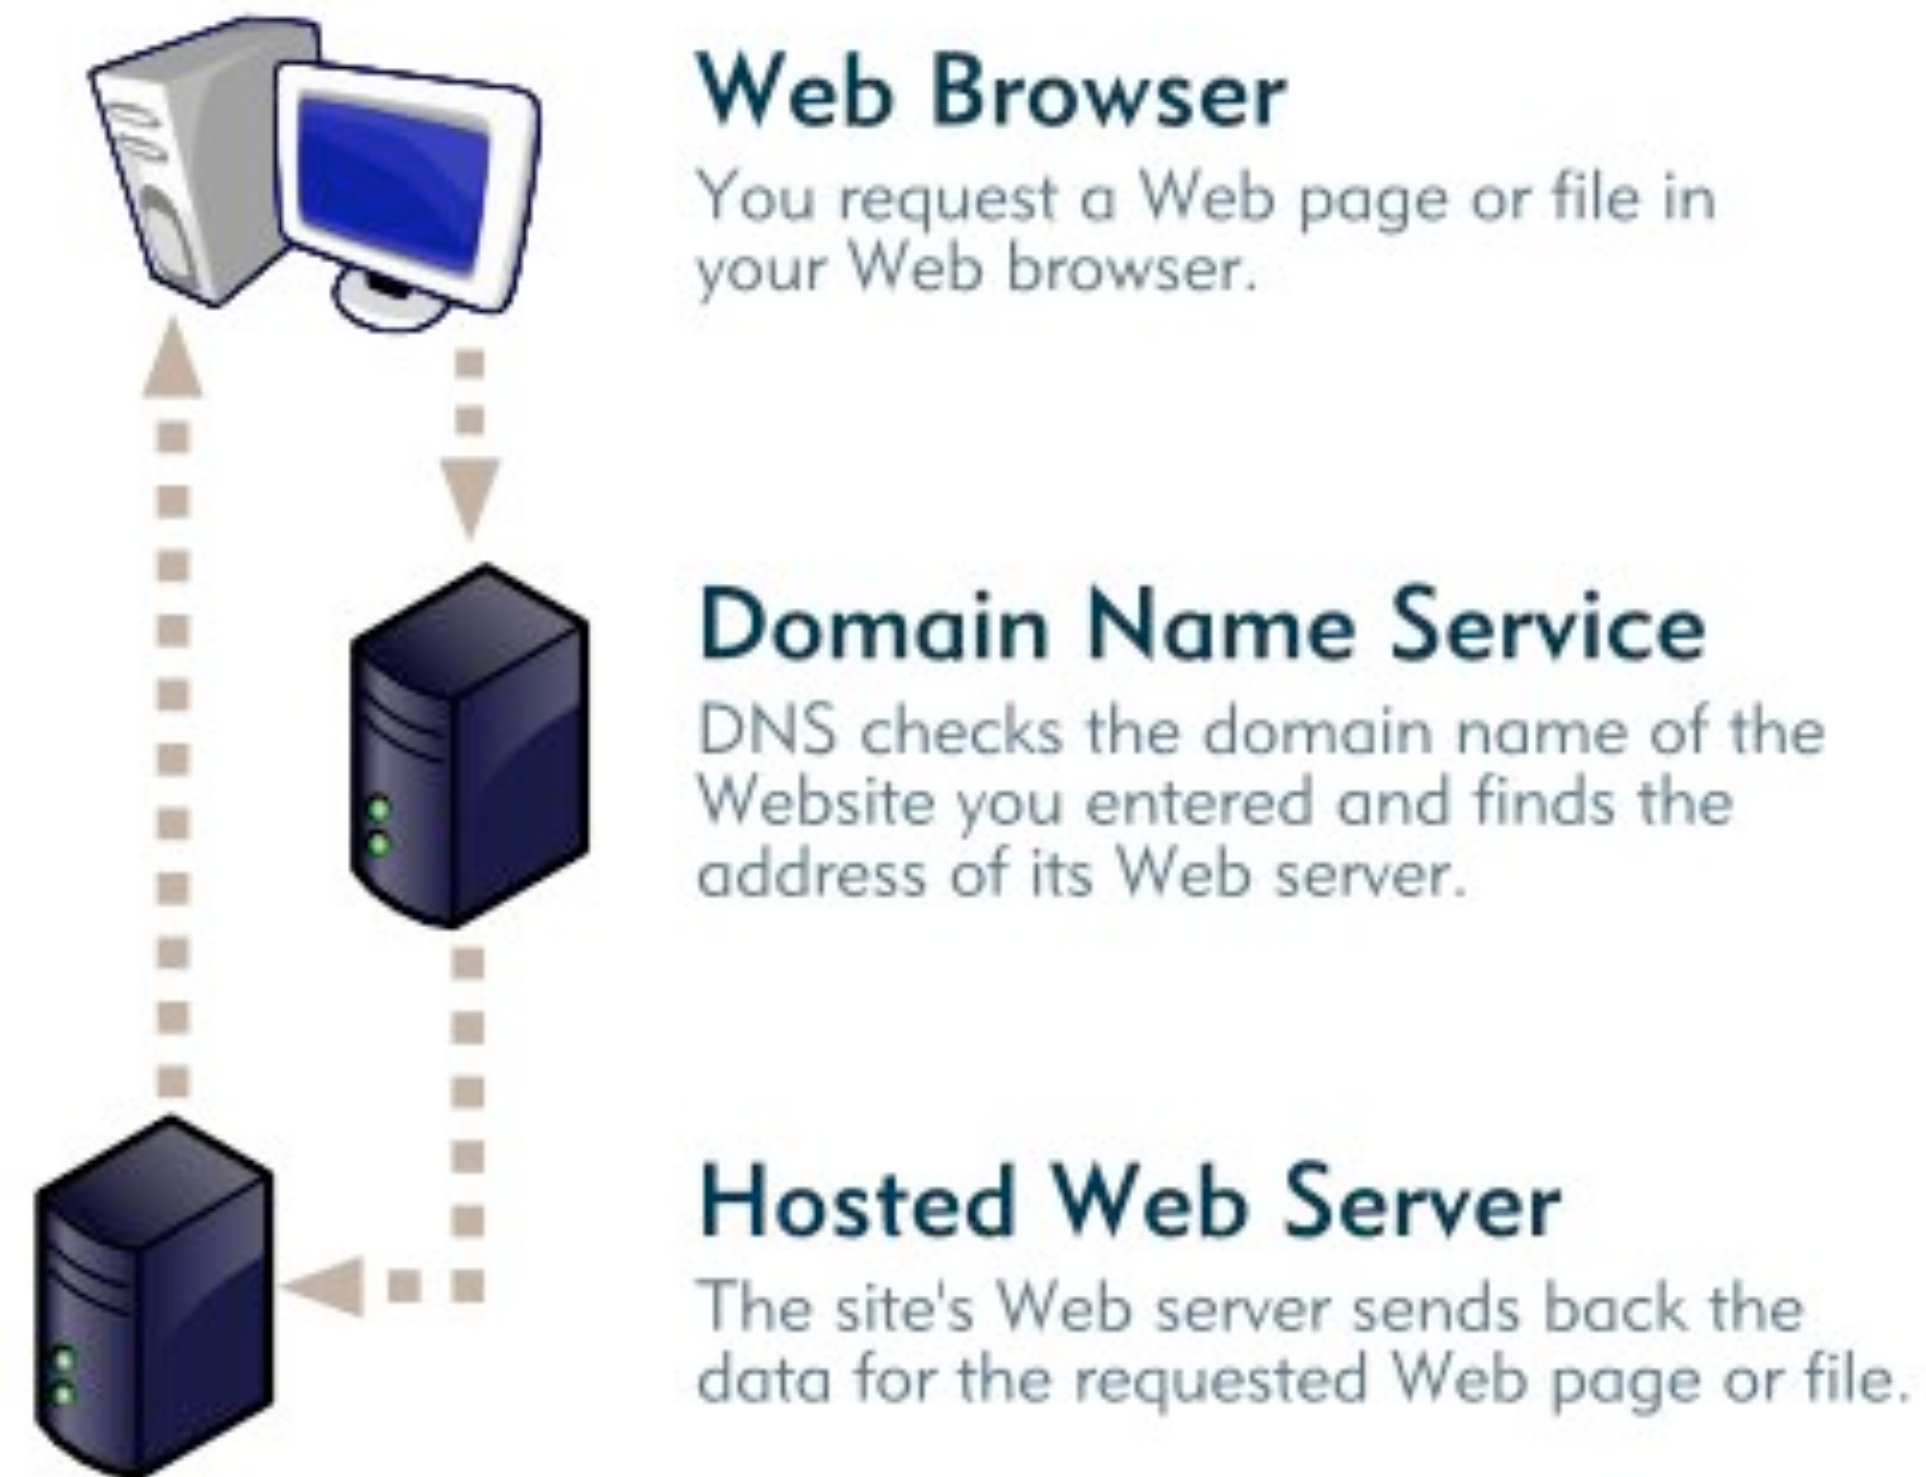 Web Browser
You request a Web page or file in
your Web browser.
Domain Name Service
DNS checks the domain name of the
Website you entered and finds the
address of its Web server.
Hosted Web Server
The site's Web server sends back the
data for the requested Web page or file.